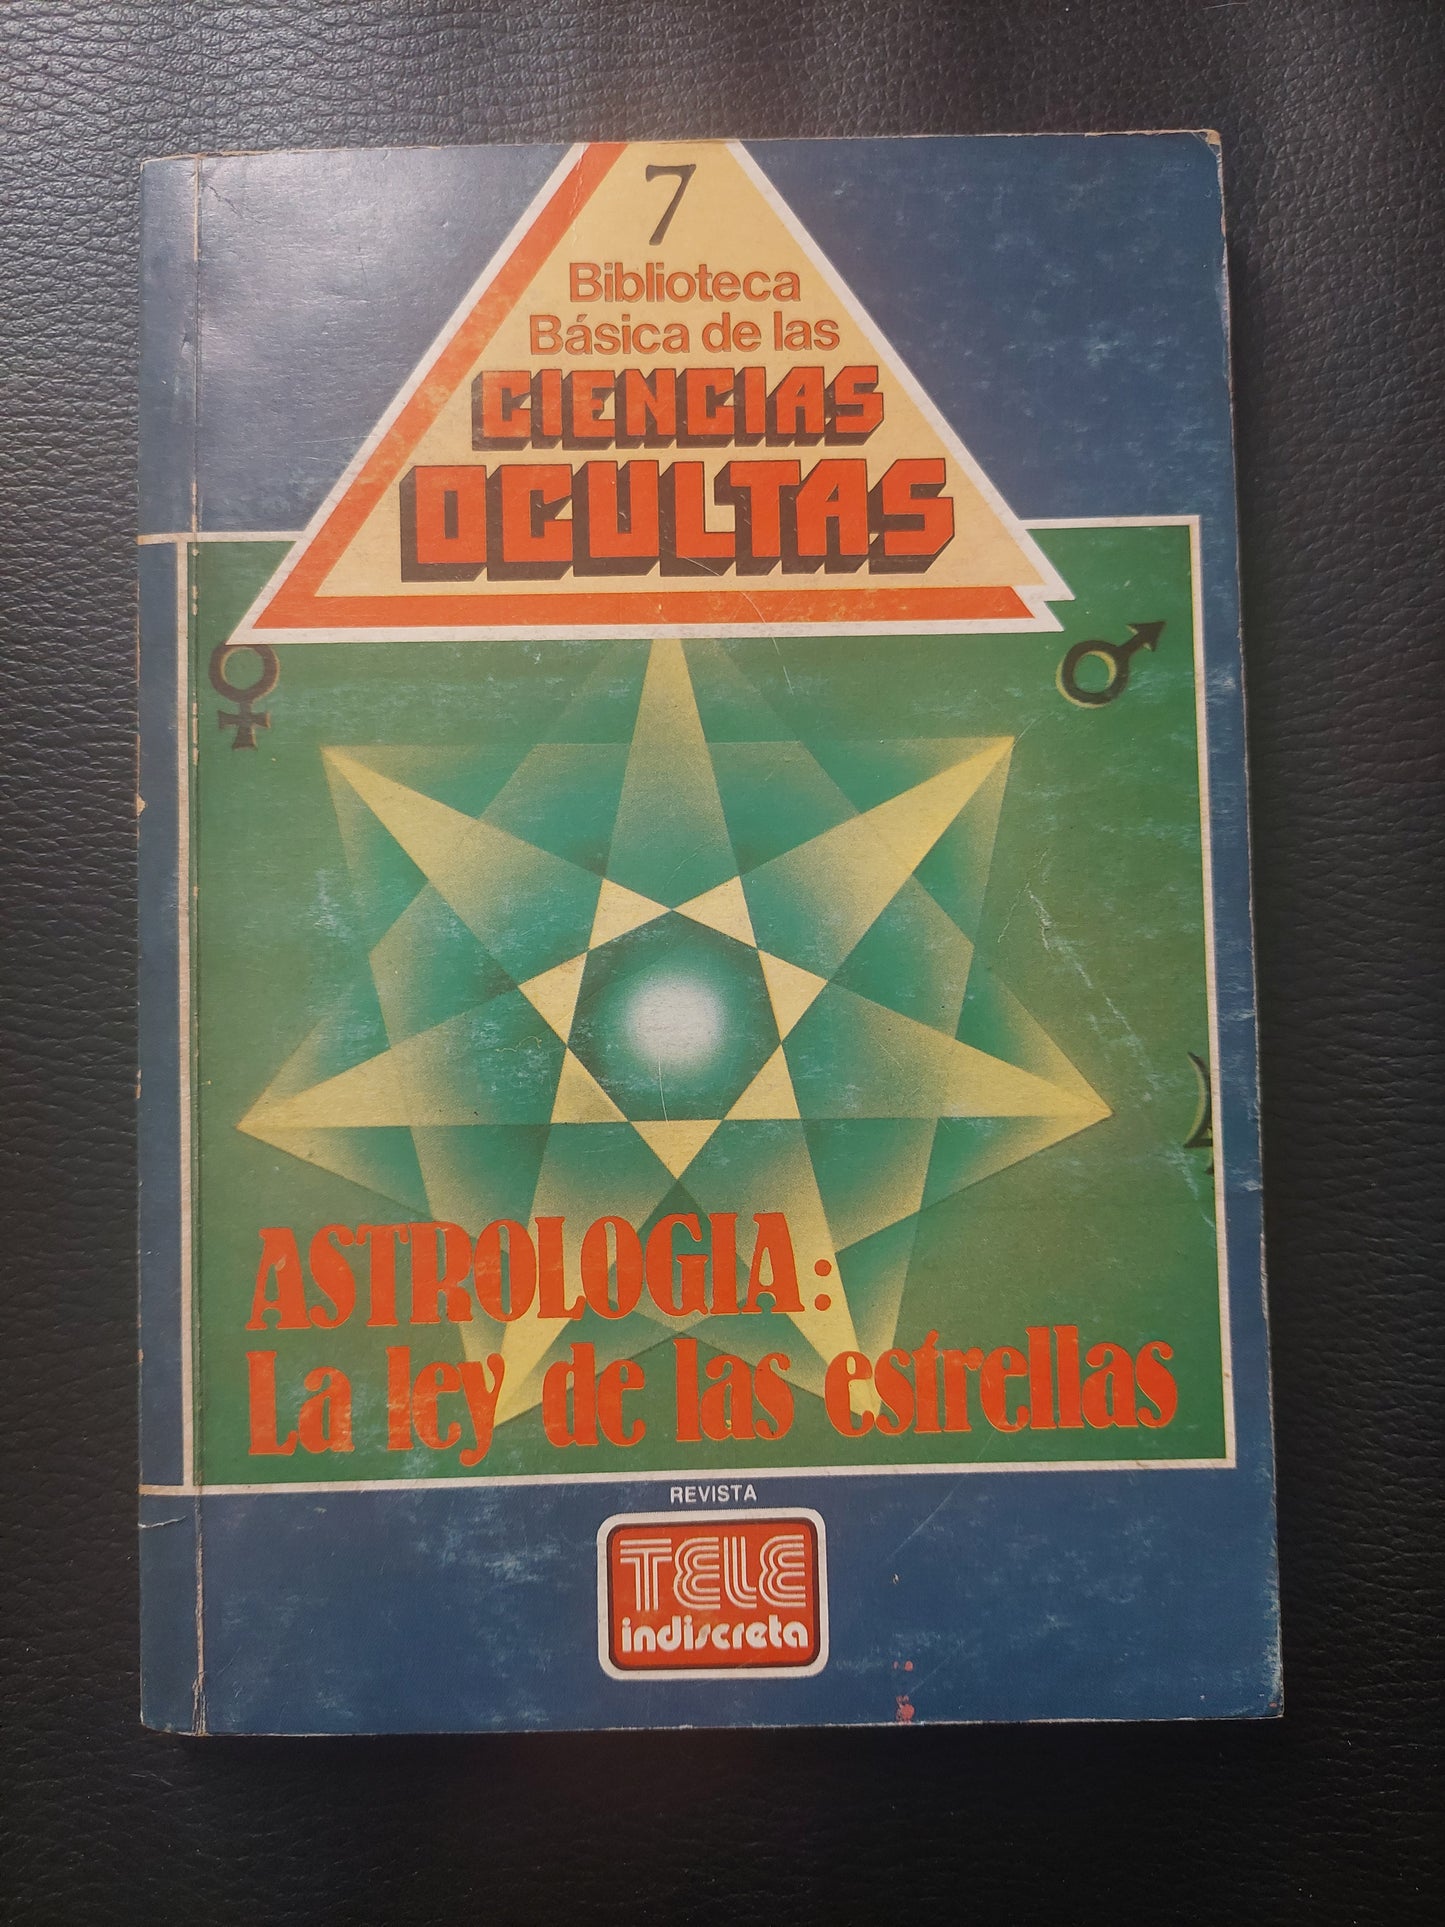 7
Biblioteca
Básica de las
CIENCIAS
OCULTAS
ASTROLOGIA:
La ley de las estrellas
REVISTA
TELE
indiscreta